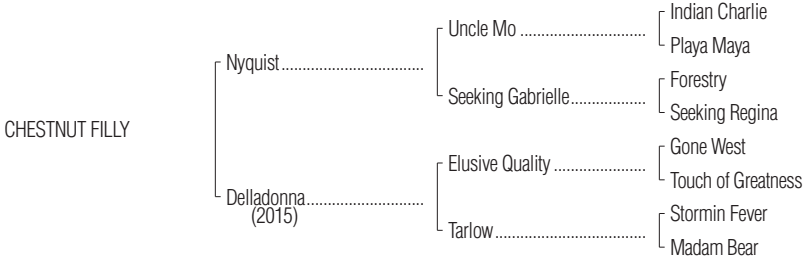 Indian Charlie
Uncle Mo ..............................
Playa Maya
Nyquist..................................
Forestry
Seeking Gabrielle..................
Seeking Regina
CHESTNUT FILLY
Gone West
Elusive Quality ......................
Touch of Greatness
Delladonna............................
(2015)
Stormin Fever
Tarlow....................................
Madam Bear